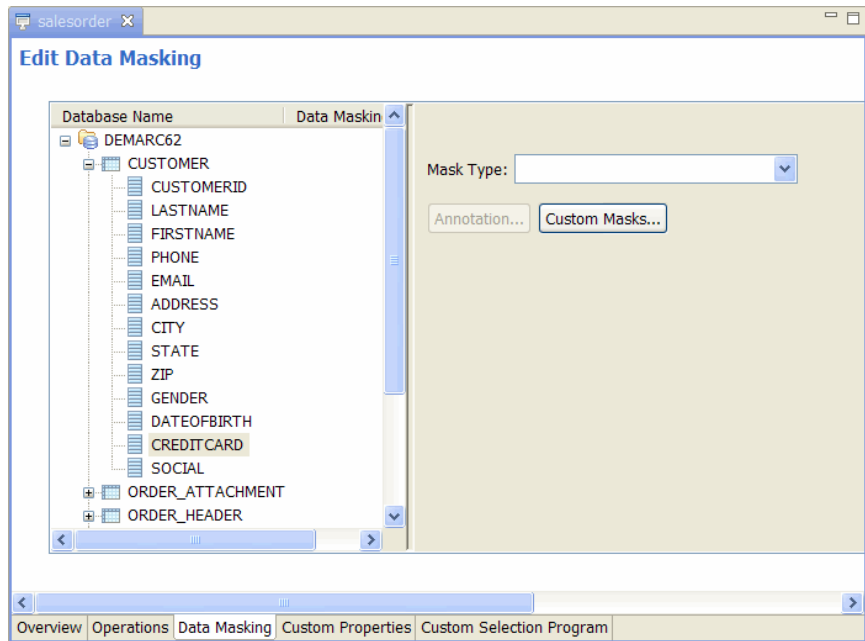 salesorder
Edit Data Masking
Database Name Data Maskin
DEMARC62
CUSTOMER
CUSTOMERID
LASTNAME
FIRSTNAME
PHONE
EMAIL
ADDRESS
CITY
STATE
ZIP
GENDER
DATEOFBIRTH
CREDITCARD
SOCIAL
ORDER_ATTACHMENT
ORDER_HEADER
Mask Type:
Annotation... Custom Masks...
Overview Operations Data Masking Custom Properties Custom Selection Program